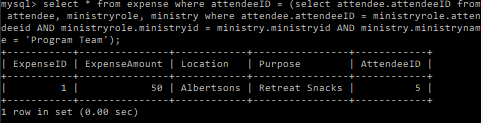 mysql> select * from expense where attendeeID = (select attendee.attendeeID from
 attendee, ministryrole, ministry where attendee.attendeeID = ministryrole.atten
deeid AND ministryrole.ministryid = ministry.ministryid AND ministry.ministrynam
e = 'Program Team');
+-----------+---------------+------------+----------------+------------+
| ExpenseID | ExpenseAmount | Location   | Purpose        | AttendeeID |
+-----------+---------------+------------+----------------+------------+
|         1 |            50 | Albertsons | Retreat Snacks |          5 |
+-----------+---------------+------------+----------------+------------+
1 row in set (0.00 sec)